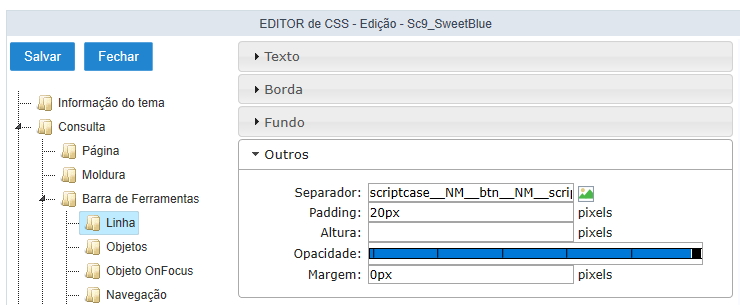 EDITOR de CSS - Edição - Sc9_SweetBlue
Salvar
Fechar
Informação do tema
Consulta
Página
Moldura
Barra de Ferramentas
Linha
Objetos
Objeto OnFocus
Navegação
Texto
Borda
Fundo
Outros
Separador: scriptcase__NM__btn__NM__scrip
Padding: 20px pixels
Altura: pixels
Opacidade:
Margem: 0px pixels